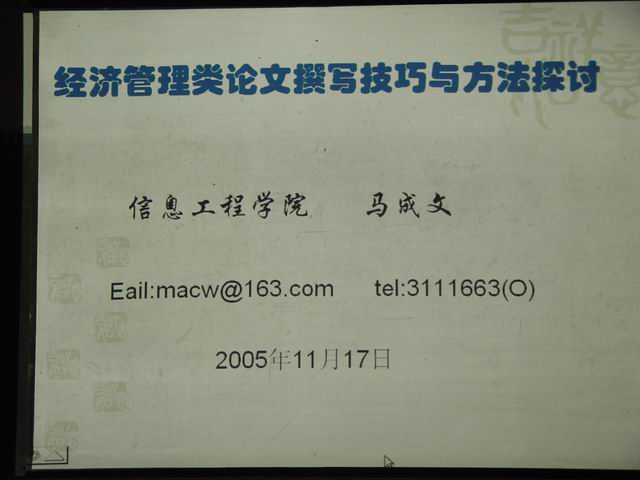 经济管理类论文撰写技巧与方法探讨
信息工程学院 马成文
Eail:macw@163.com tel:3111663(O)
2005年11月17日